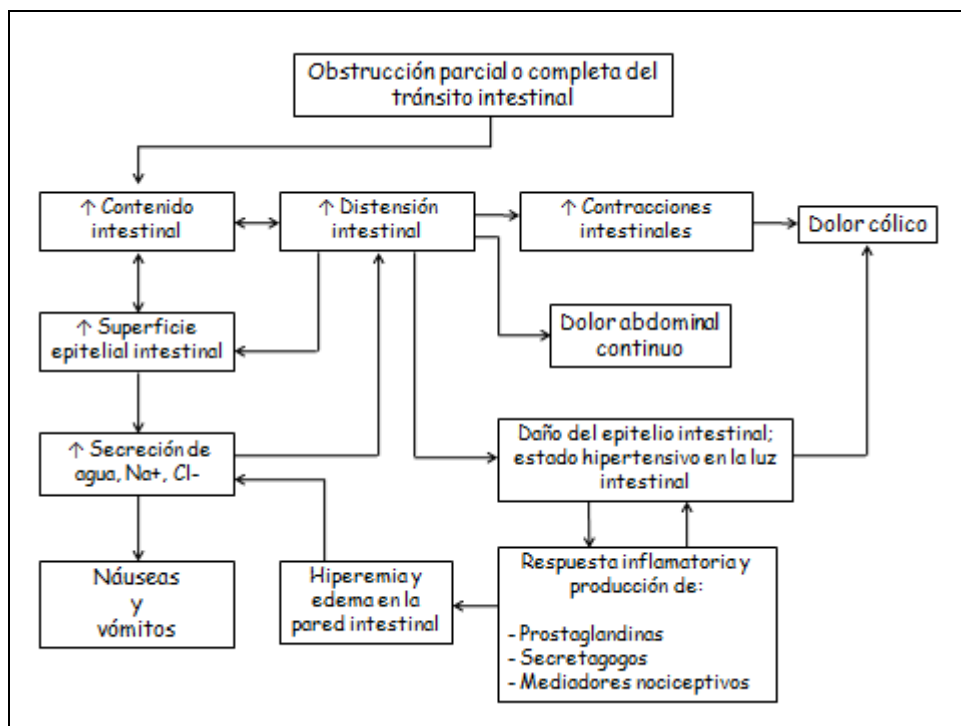 Obstrucción parcial o completa del
tránsito intestinal
↑ Contenido
intestinal
↑ Distensión
intestinal
↑ Contracciones
intestinales
Dolor cólico
↑ Superficie
epitelial intestinal
Dolor abdominal
continuo
↑ Secreción de
agua, Na+, Cl-
Daño del epitelio intestinal;
estado hipertensivo en la luz
intestinal
Náuseas
y
vómitos
Hiperemia y
edema en la
pared intestinal
Respuesta inflamatoria y
producción de:
- Prostaglandinas
- Secretagogos
- Mediadores nociceptivos